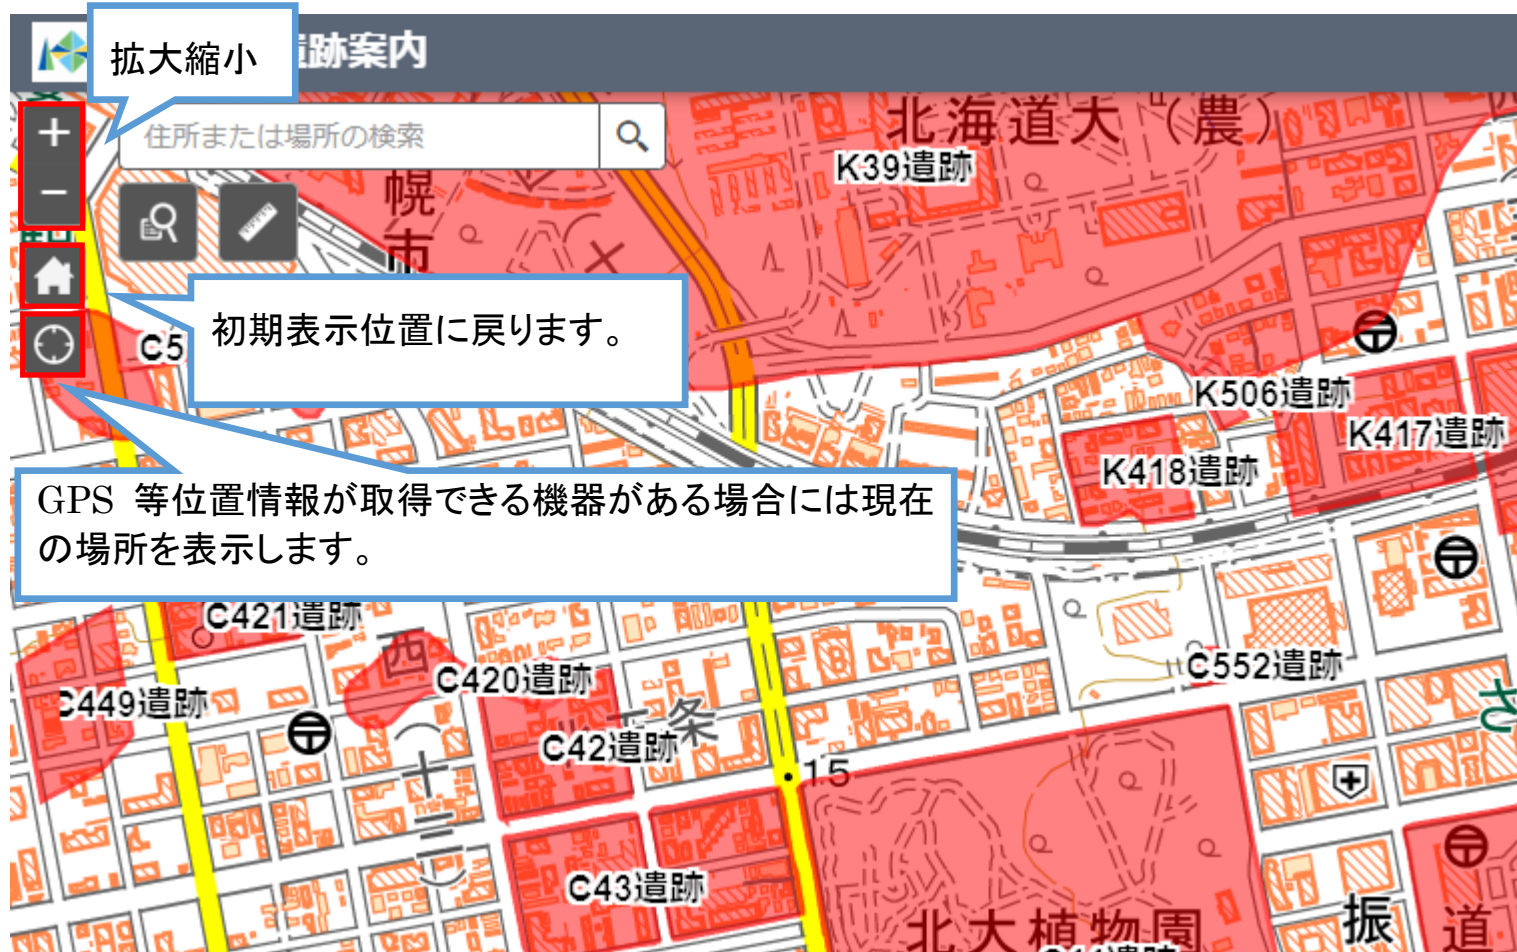 拡大縮小
跡案内
住所または場所の検索
北海道大（農）
K39遺跡
幌
市
初期表示位置に戻ります。
C5
K506遺跡
K417遺跡
K418遺跡
GPS 等位置情報が取得できる機器がある場合には現在
の場所を表示します。
C421遺跡
西
C552遺跡
C420遺跡
C449遺跡
さ
条
C42遺跡
15
（十二）
C43遺跡
北大植物園
振
道